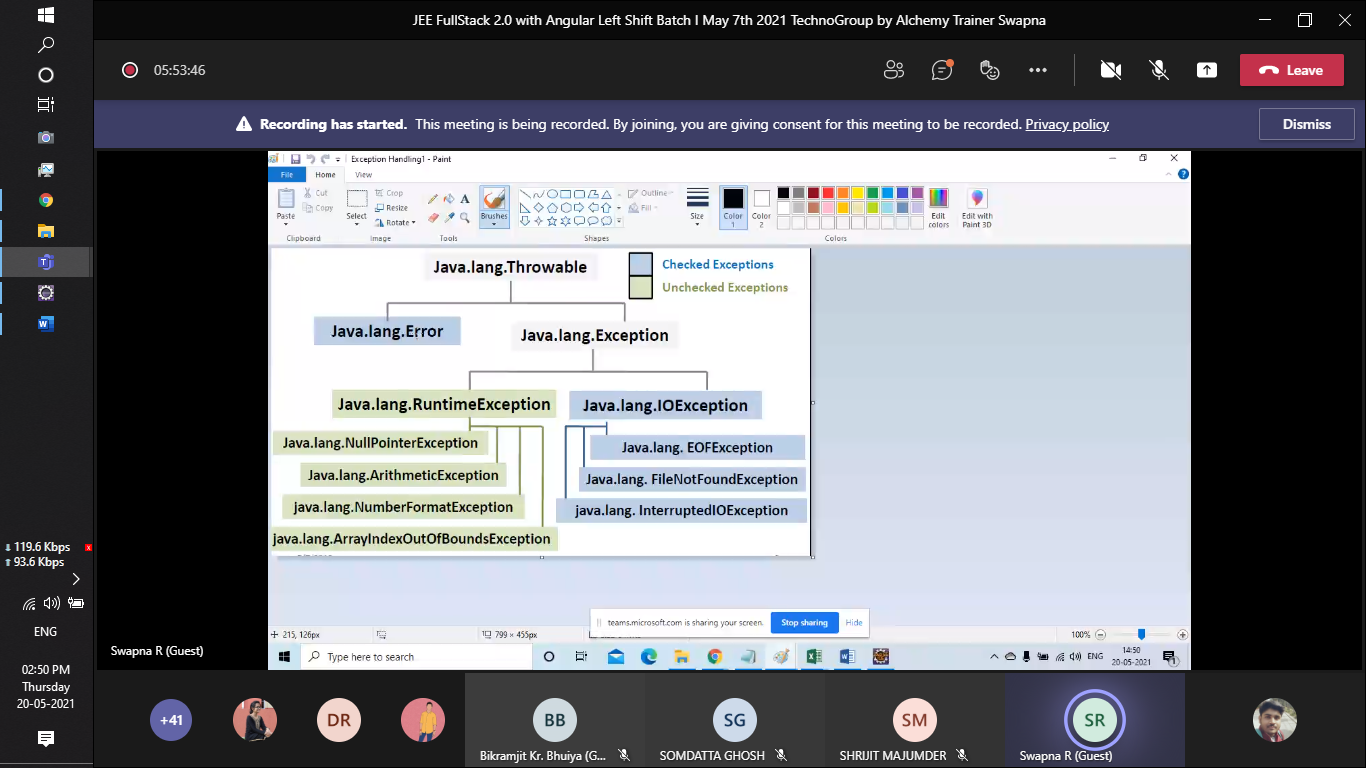 JEE FullStack 2.0 with Angular Left Shift Batch I May 7th 2021 TechnoGroup by Alchemy Trainer Swapna
05:53:46
Leave
Recording has started. This meeting is being recorded. By joining, you are giving consent for this meeting to be recorded. Privacy policy
Dismiss
Exception Handling1 - Paint
File Home View
Paste
Cut
Copy
Clipboard
Select
Crop
Resize
Rotate
Image
A
Tools
Brushes
Shapes
Outline
Fill
Size
Color 1
Color 2
Colors
Edit colors
Edit with Paint 3D
Java.lang.Throwable
Checked Exceptions
Unchecked Exceptions
Java.lang.Error
Java.lang.Exception
Java.lang.RuntimeException
Java.lang.IOException
Java.lang.NullPointerException
Java.lang.ArithmeticException
java.lang.NumberFormatException
java.lang.ArrayIndexOutOfBoundsException
Java.lang. EOFException
Java.lang. FileNotFoundException
java.lang. InterruptedIOException
teams.microsoft.com is sharing your screen.
Stop sharing
Hide
215, 126px
799 × 455px
100%
Type here to search
ENG
14:50
20-05-2021
1
Swapna R (Guest)
119.6 Kbps
x
93.6 Kbps
ENG
02:50 PM
Thursday
20-05-2021
+41
DR
BB
Bikramjit Kr. Bhuiya (G...
SG
SOMDATTA GHOSH
SM
SHRIJIT MAJUMDER
SR
Swapna R (Guest)